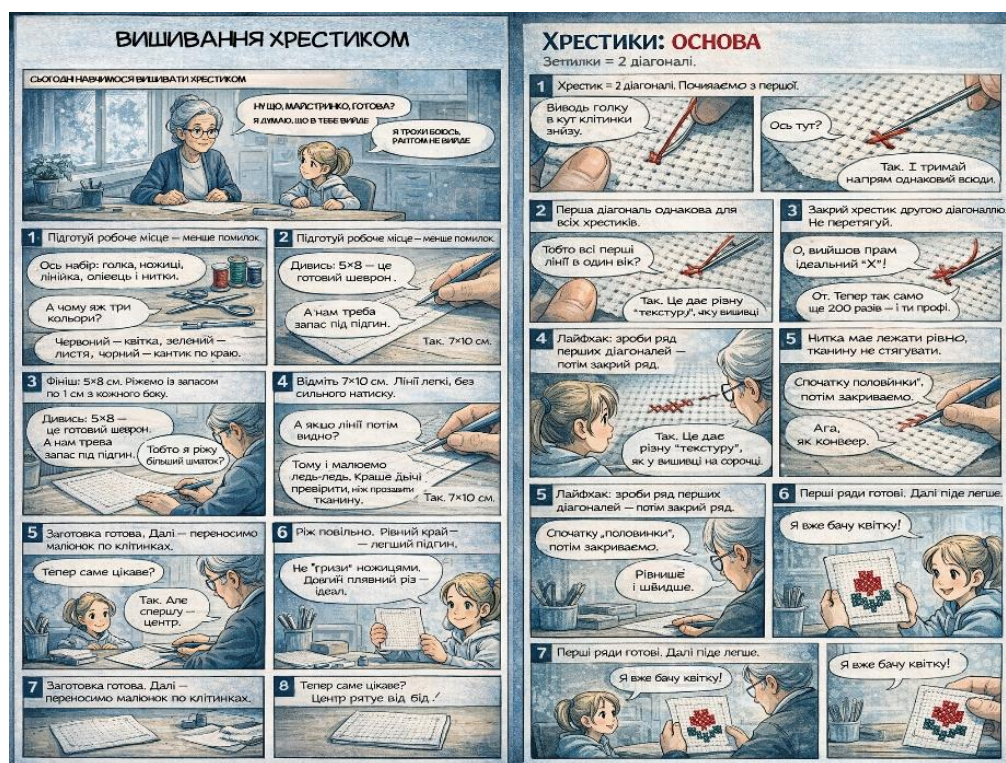 ВИШИВАННЯ ХРЕСТИКОМ
СЬОГОДНІ НАВЧИМОСЯ ВИШИВАТИ ХРЕСТИКОМ
НУ ЩО, МАЙСТРИНКО, ГОТОВА?
Я ДУМАЮ, ЩО В ТЕБЕ ВИЙДЕ
Я ТРОХИ БОЮСЬ,
РАПТОМ НЕ ВИЙДЕ
1 Підготуй робоче місце — менше помилок.
Ось набір: голка, ножиці,
лінійка, олівець і нитки.
А чому яж три
кольори?
Червоний — квітка, зелений —
листя, чорний — кантик по краю.
2 Підготуй робоче місце — менше помилок
Дивись: 5×8 — це
готовий шеврон.
А нам треба
запас під підгин.
Так. 7×10 см.
3 Фініш: 5×8 см. Ріжемо із запасом
по 1 см з кожного боку.
Дивись: 5×8 —
це готовий шеврон.
А нам трева
запас під підгин.
Тобто я ріжу
більший шматок?
4 Відміть 7×10 см. Лінії легкі, без
сильного натиску.
А якшо лінії потім
видно?
Тому і малюємо
ледь-ледь. Краще
превірити, ніж
тканину.
Так. 7×10 см.
5 Заготовка готова, Далі — переносимо
малюнок по клітинках.
Тепер саме цікаве?
Так. Але
спершу —
центр.
6 Ріж повільно. Рівний край —
— легший підгин.
Не "гризи" ножицями,
Довгий плявний різ —
ідеал.
7 Заготовка готова. Далі —
переносимо маліонок по клітинках.
8 Тепер саме цікаве?
Центр рятує від бід.
ХРЕСТИКИ: ОСНОВА
= 2 діагоналі.
1 Хрестик = 2 діагоналі. з першої.
Виводь голку
в кут клітинки
знизу.
Ось тут?
Так. І тримай
напрям однаковий всюди.
2 Перша діагональ однакова для
всіх хрестиків.
Тобто всі перші
лінії в один вік?
Так. Це дає різну
"текстуру", вишивці
3 Закрий хрестик другою діагоналлю
Не перетягуй.
О, вийшов прам
ідеальний "Х"!
От. Тепер так само
ще 200 разів — і ти профі.
4 Лайфхак: зроби ряд
перших діагоналей —
потім закрий ряд.
Так. Це дає
різну "текстуру",
як у вишивці на сорочці.
5 Нитка має лежати рівно,
тканину не стягувати.
Спочатку половинки",
потім закриваємо.
Ага,
як конвеєр.
5 Лайфхак: зроби ряд перших
діагоналей — потім закрий ряд.
Спочатку „половинки",
потім закриваємо.
Рівніше
і швидше.
6 Перші ряди готові. Далі піде легше.
Я вже бачу квітку!
7 Перші ряди готові. Далі піде легше.
Я вже бачу квітку!
Я вже бачу квітку!